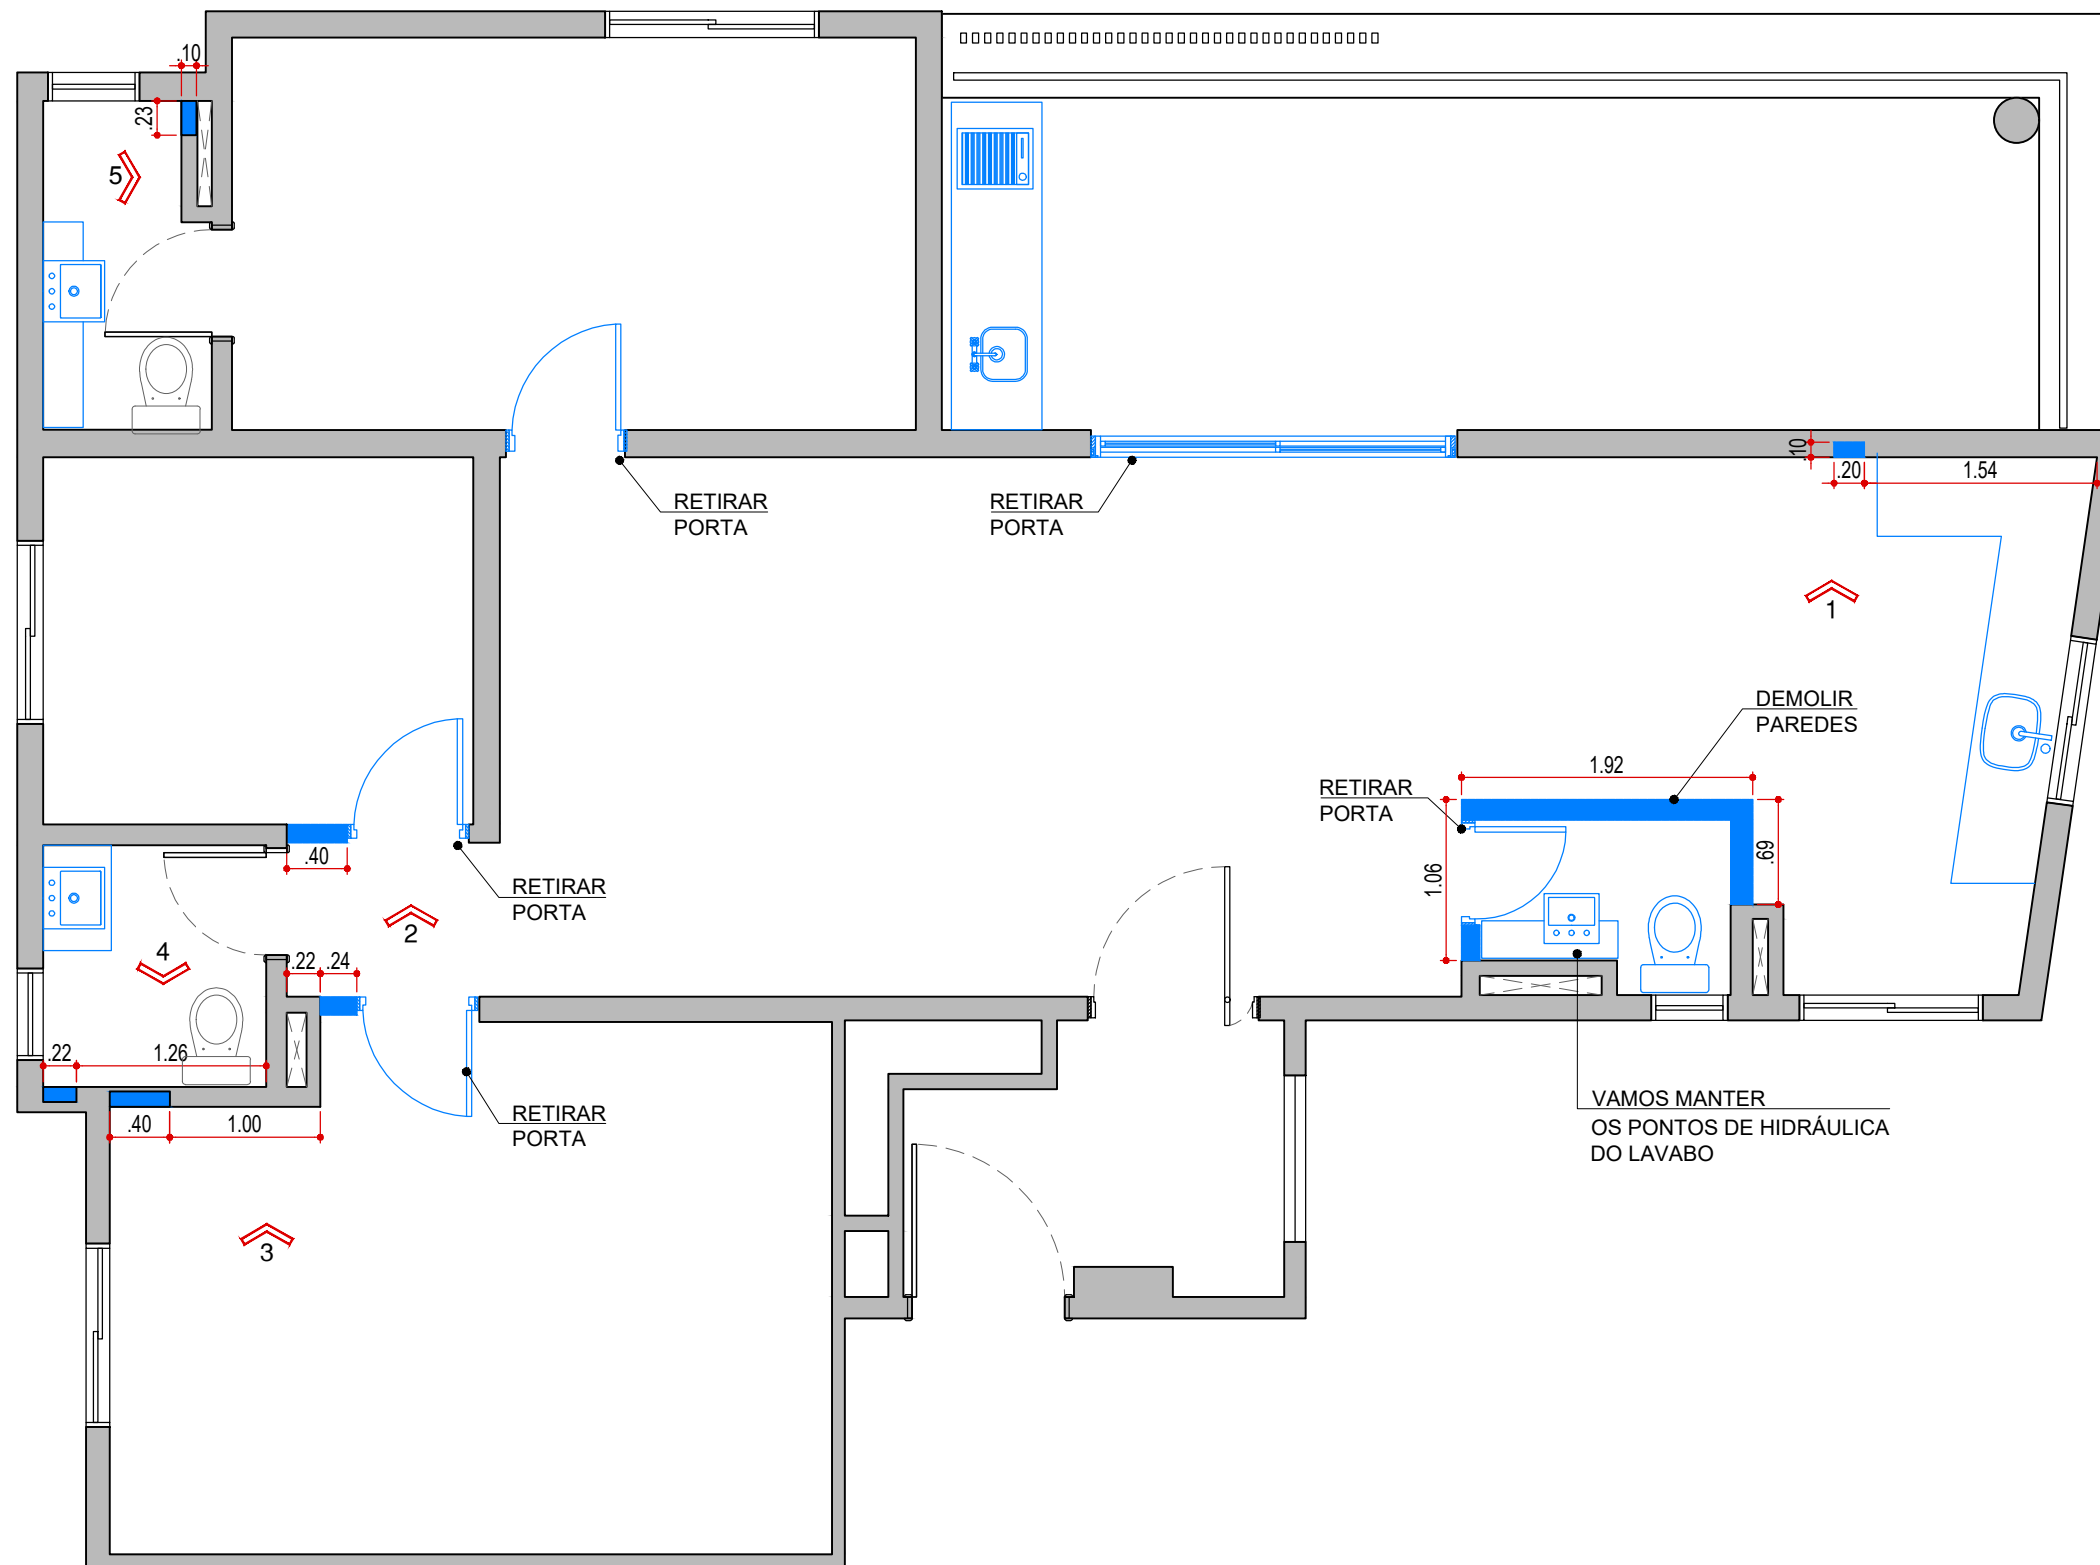 .10
.23
5
RETIRAR
PORTA
RETIRAR
PORTA
.10
.20
1.54
1
DEMOLIR
PAREDES
1.92
RETIRAR
PORTA
1.06
.69
.40
RETIRAR
PORTA
2
4
.22
.24
.22
1.26
.40
1.00
RETIRAR
PORTA
VAMOS MANTER
OS PONTOS DE HIDRÁULICA
DO LAVABO
3